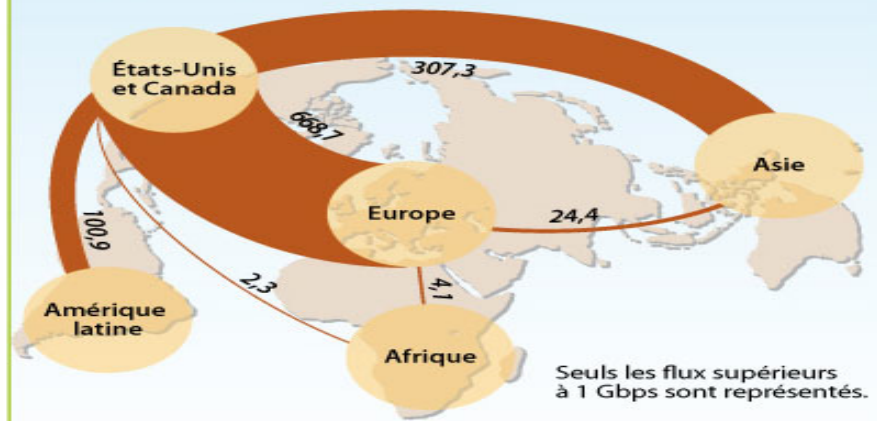 États-Unis
et Canada
307,3
668,7
Asie
Europe
24,4
100,9
2,3
4,1
Amérique
latine
Afrique
Seuls les flux supérieurs
à 1 Gbps sont représentés.